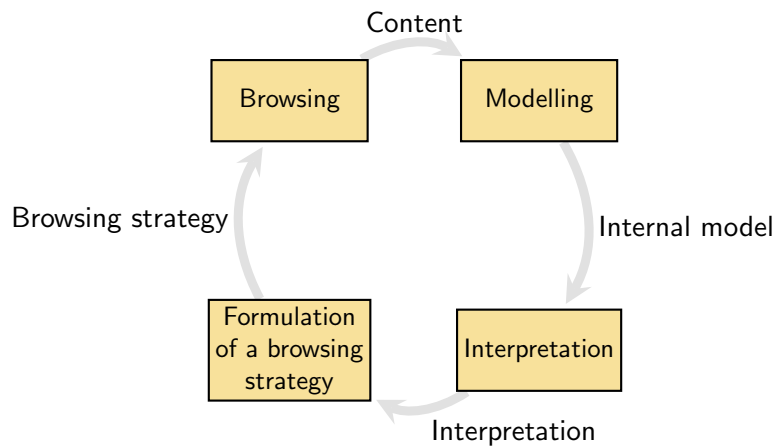 Content
Browsing
Modelling
Browsing strategy
Internal model
Formulation
of a browsing
strategy
Interpretation
Interpretation